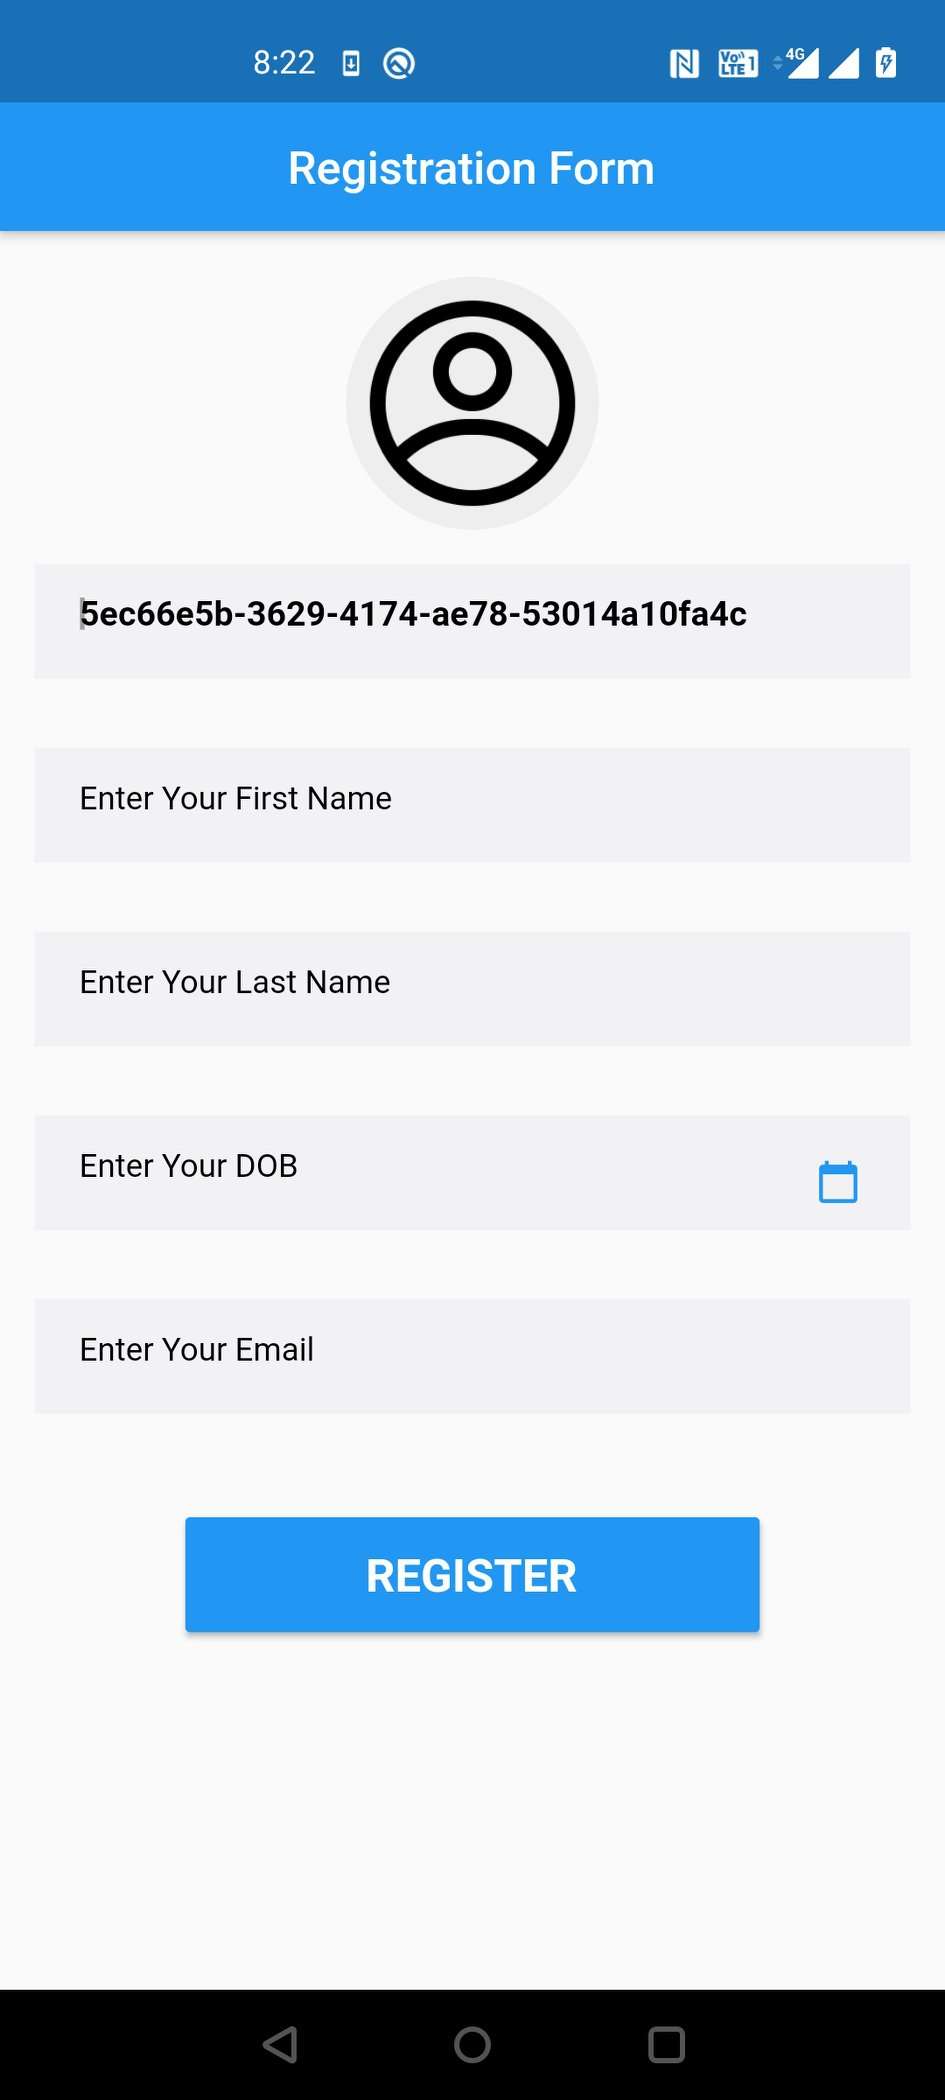 8:22
Vo)) LTE 1
4G
Registration Form
5ec66e5b-3629-4174-ae78-53014a10fa4c
Enter Your First Name
Enter Your Last Name
Enter Your DOB
Enter Your Email
REGISTER